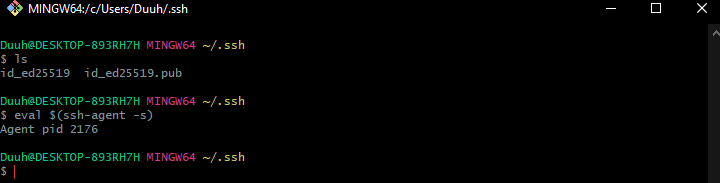 MINGW64:/c/Users/Duuh/.ssh
Duuh@DESKTOP-893RH7H MINGW64 ~/.ssh
$ ls
id_ed25519  id_ed25519.pub
Duuh@DESKTOP-893RH7H MINGW64 ~/.ssh
$ eval $(ssh-agent -s)
Agent pid 2176
Duuh@DESKTOP-893RH7H MINGW64 ~/.ssh
$